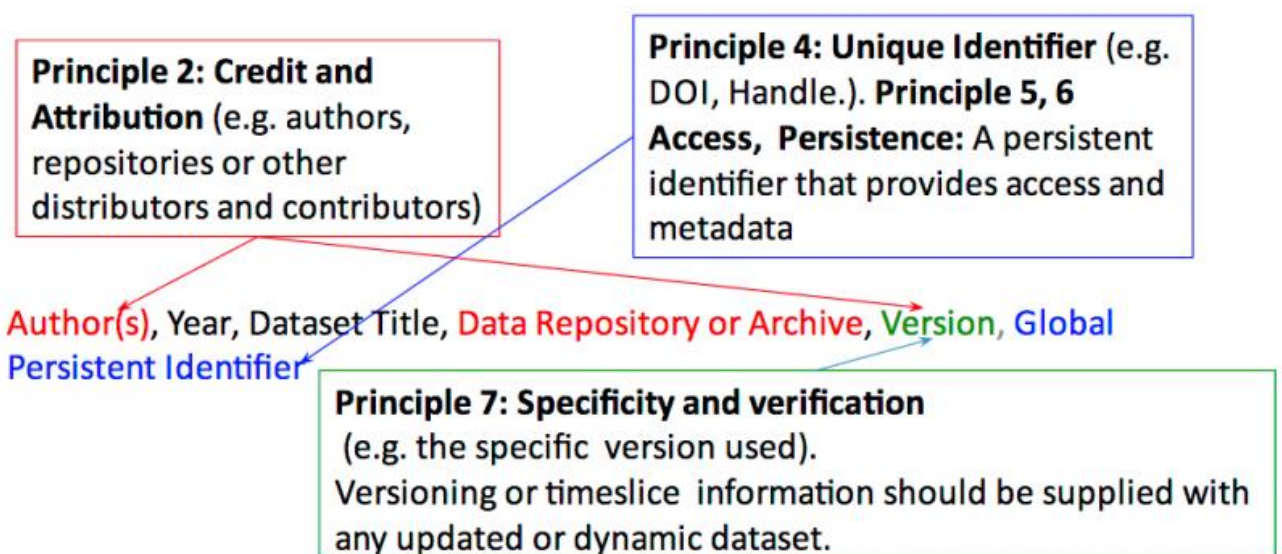 Principle 2: Credit and
Attribution (e.g. authors,
repositories or other
distributors and contributors)
Principle 4: Unique Identifier (e.g.
DOI, Handle.). Principle 5, 6
Access, Persistence: A persistent
identifier that provides access and
metadata
Author(s), Year, Dataset Title, Data Repository or Archive, Version, Global
Persistent Identifier
Principle 7: Specificity and verification
(e.g. the specific version used).
Versioning or timeslice information should be supplied with
any updated or dynamic dataset.